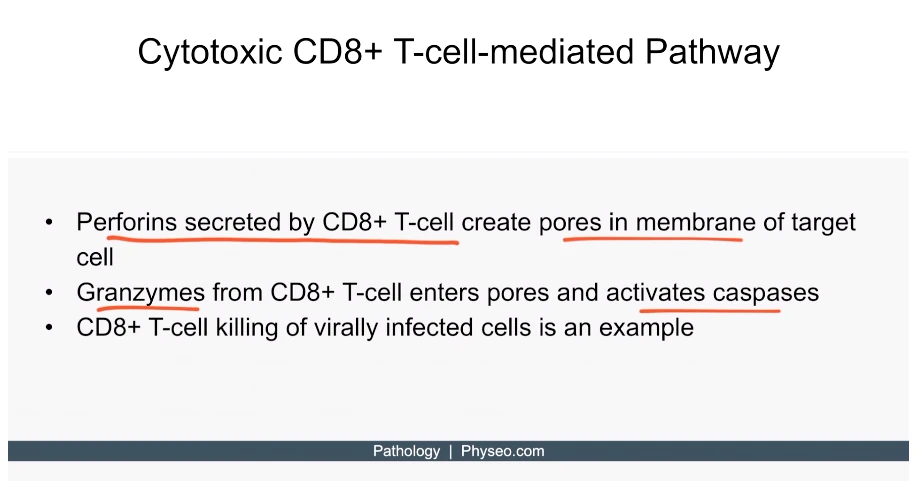 Cytotoxic CD8+ T-cell-mediated Pathway
• Perforins secreted by CD8+ T-cell create pores in membrane of target
cell
• Granzymes from CD8+ T-cell enters pores and activates caspases
• CD8+ T-cell killing of virally infected cells is an example
Pathology | Physeo.com